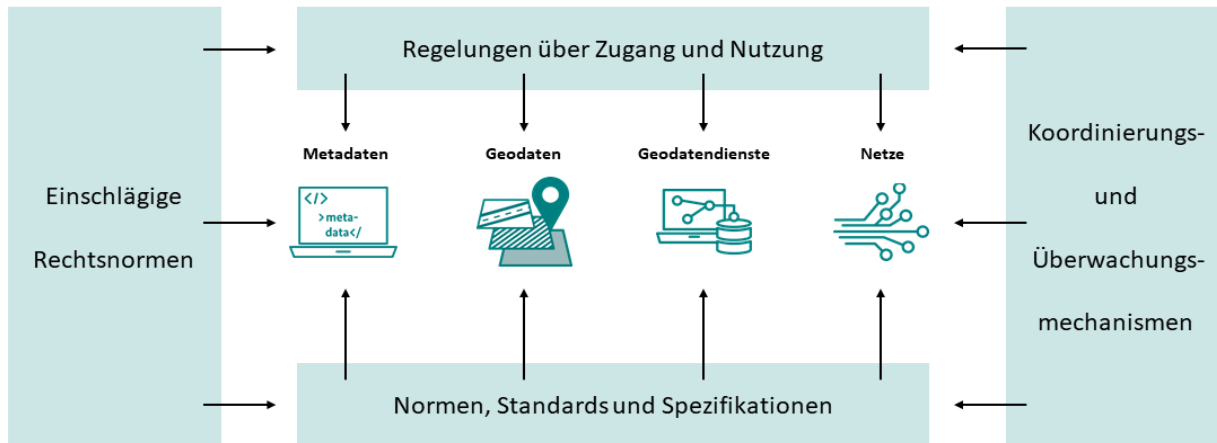 Regelungen über Zugang und Nutzung
Einschlägige
Rechtsnormen
Metadaten
Geodaten
Geodatendienste
Netze
</>
>meta-
data</
Koordinierungs-
und
Überwachungs-
mechanismen
Normen, Standards und Spezifikationen